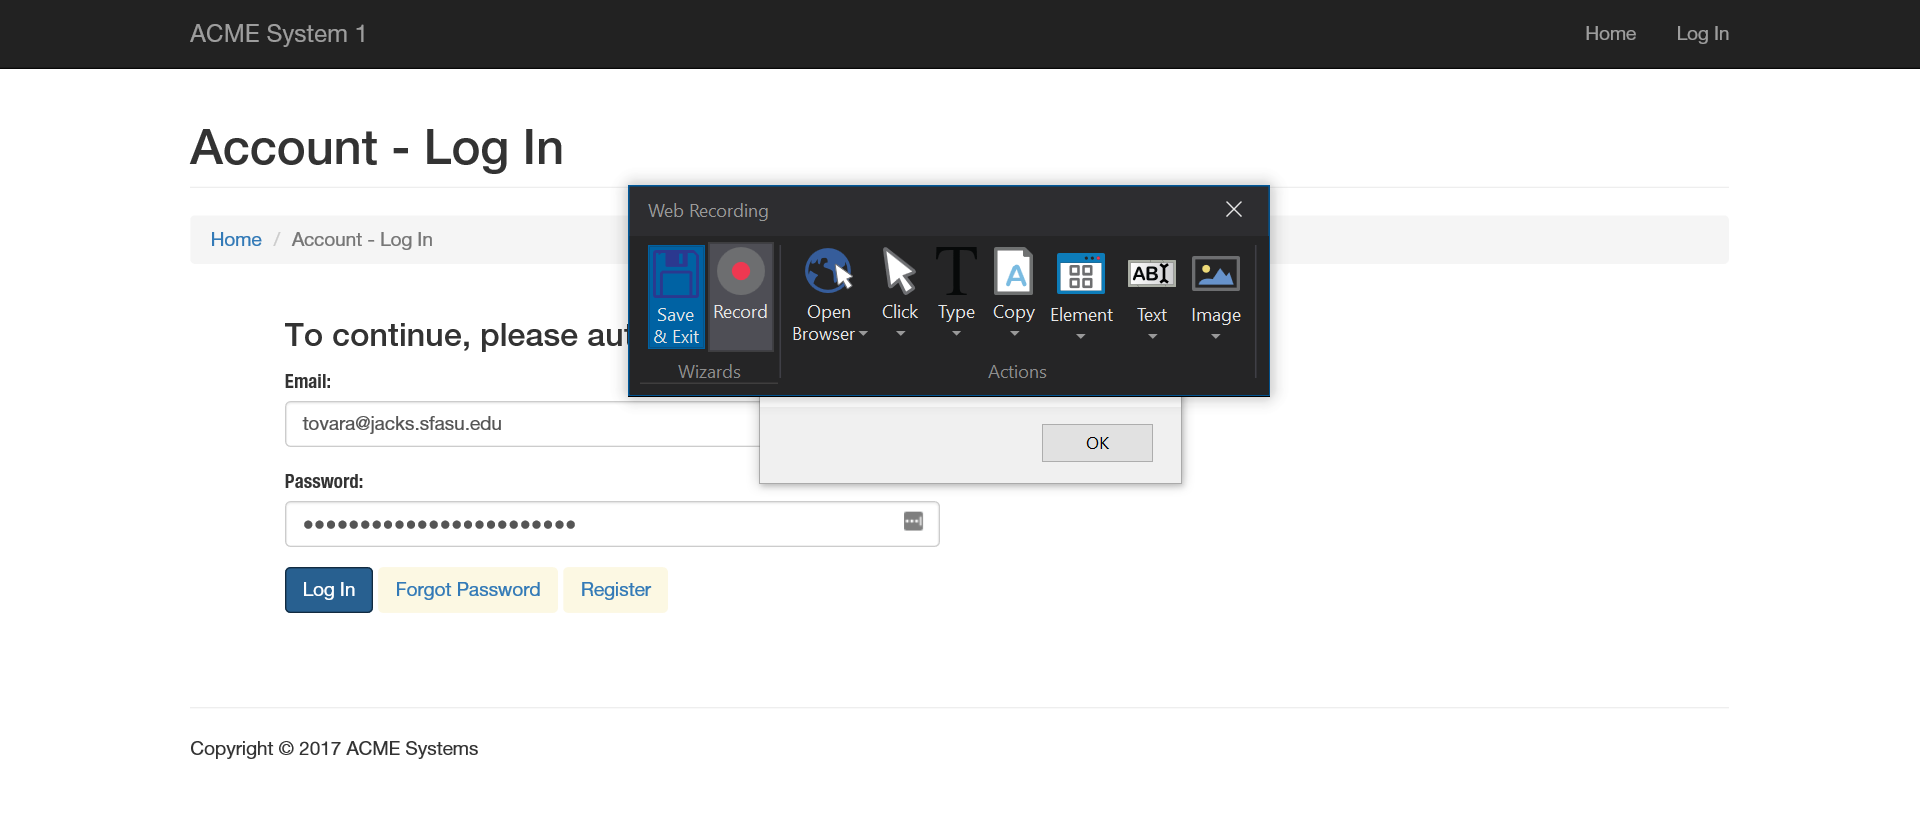 ACME System 1
Home
Log In
Account - Log In
Home / Account - Log In
Web Recording
Save & Exit
Record
Open Browser
Click
Type
Copy
Element
Text
Image
Wizards
Actions
To continue, please au
Email:
tovara@jacks.sfasu.edu
OK
Password:
Log In
Forgot Password
Register
Copyright © 2017 ACME Systems